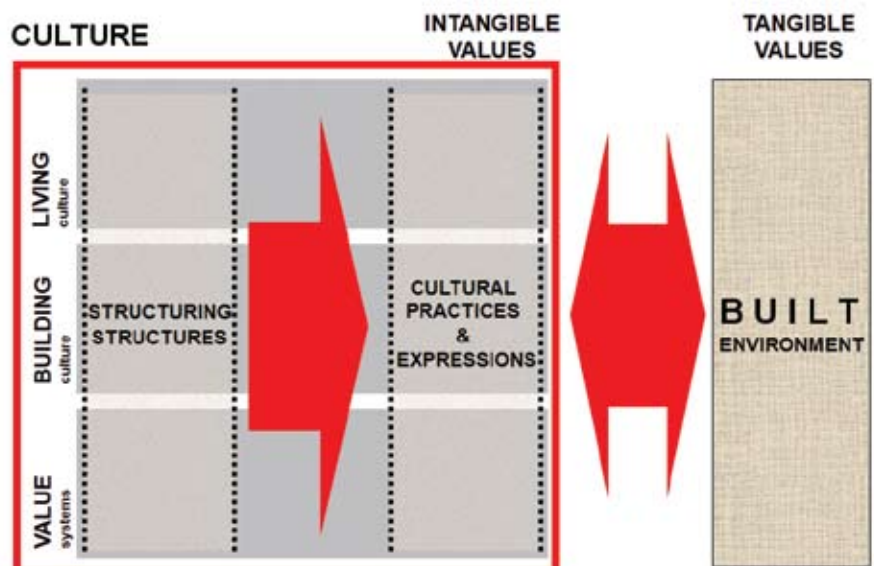 CULTURE
INTANGIBLE
VALUES
TANGIBLE
VALUES
LIVING
culture
BUILDING
culture
VALUE
systems
STRUCTURING
STRUCTURES
CULTURAL
PRACTICES
&
EXPRESSIONS
BUILT
ENVIRONMENT